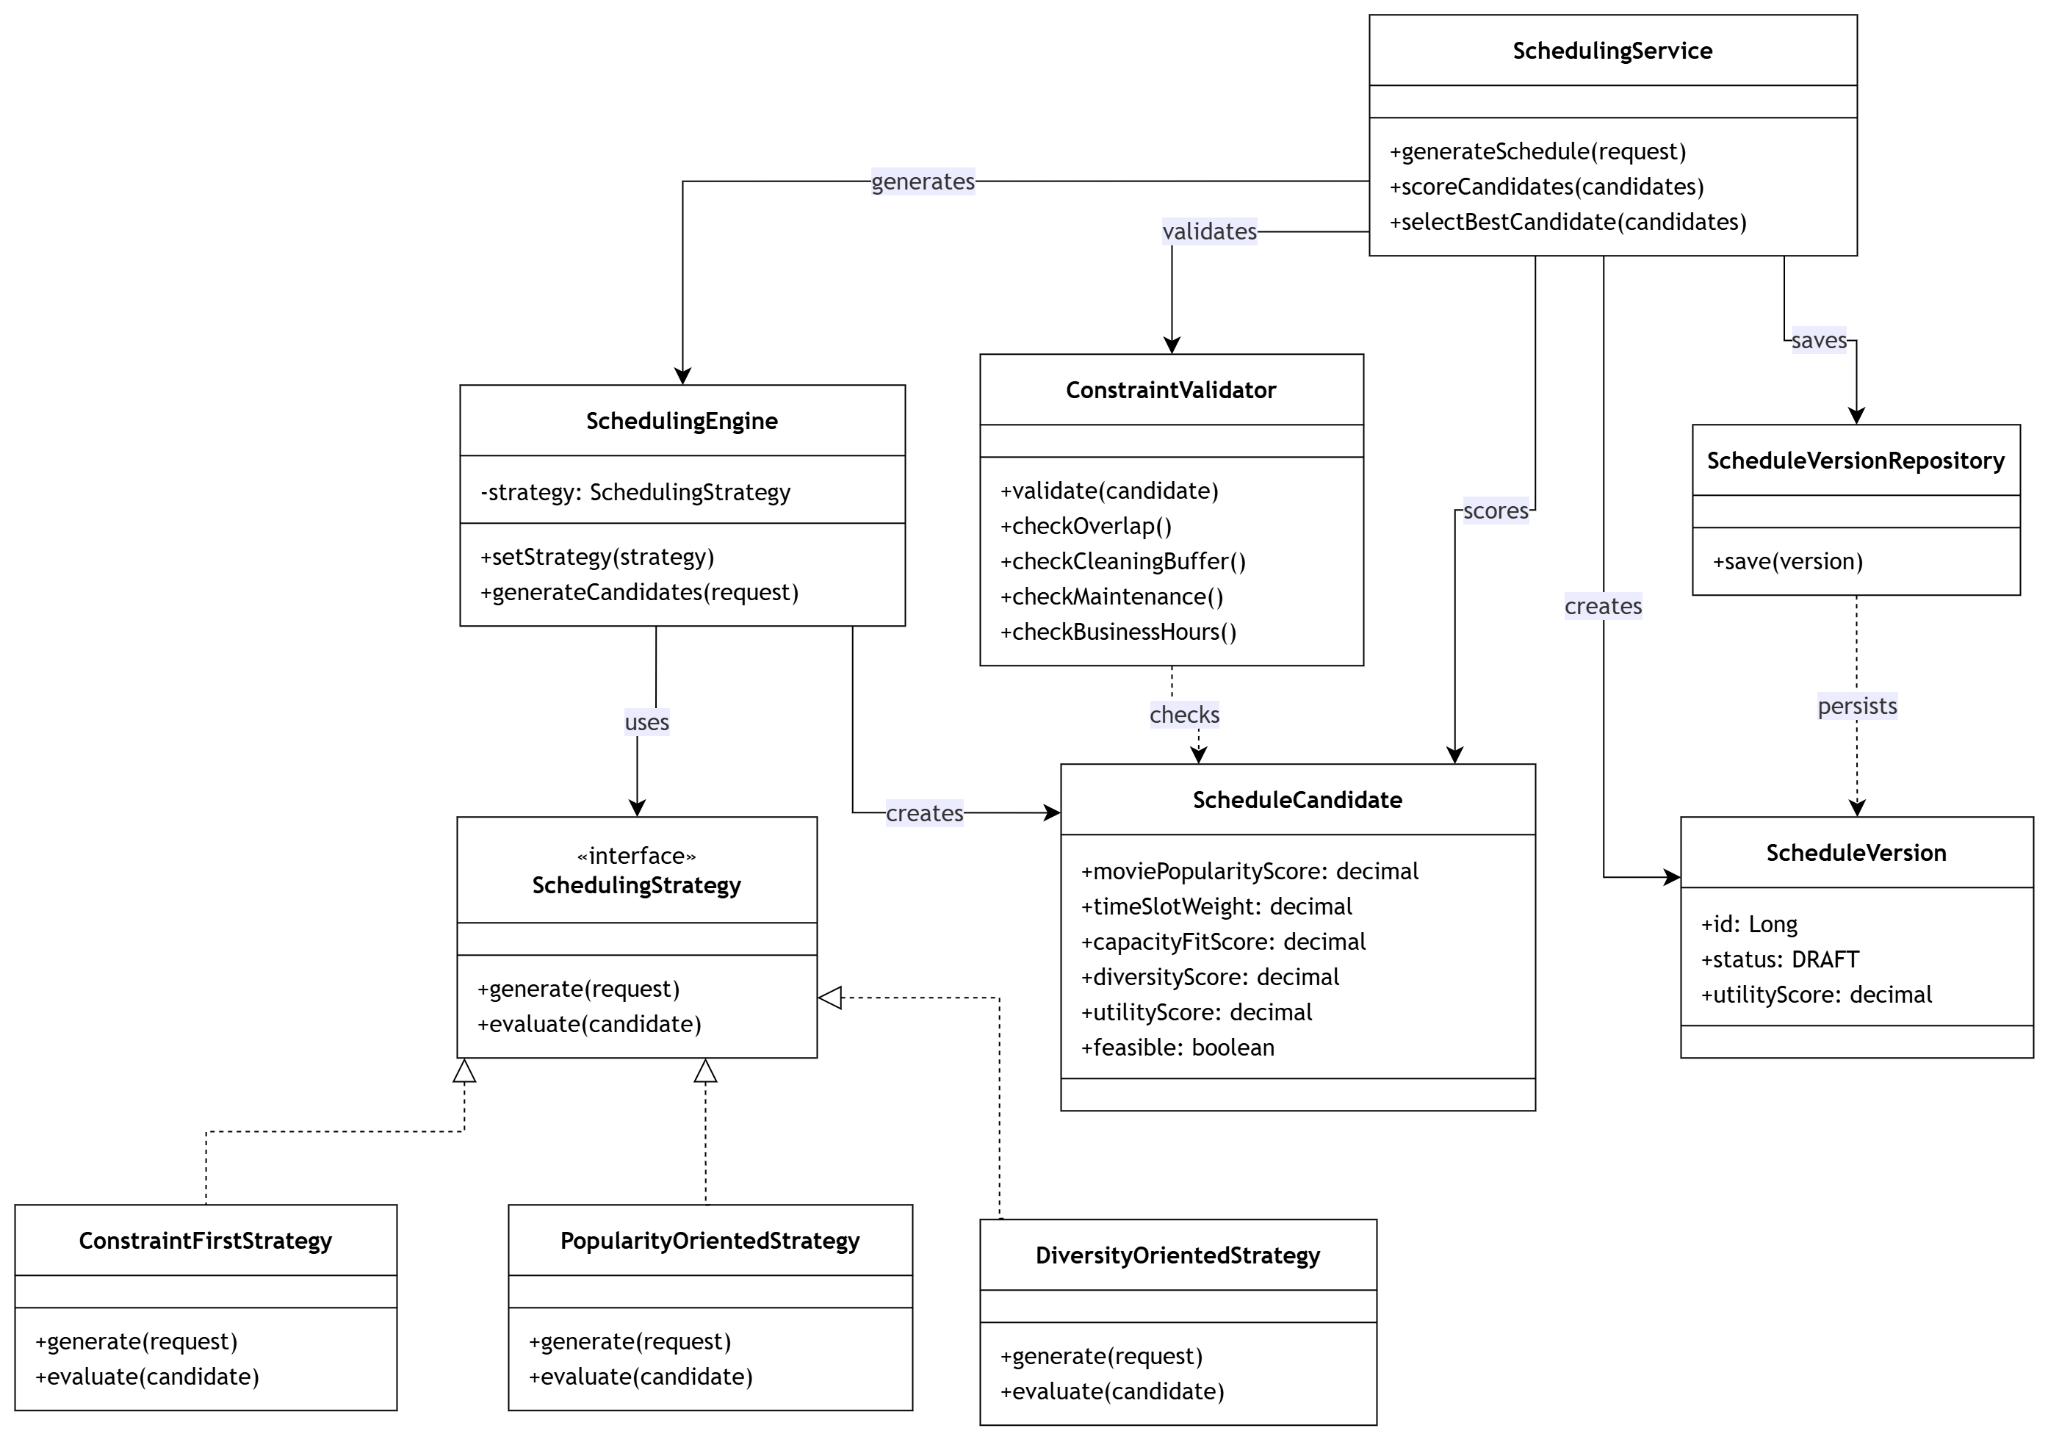 SchedulingService
+generateSchedule(request)
+scoreCandidates(candidates)
+selectBestCandidate(candidates)
generates
validates
saves
SchedulingEngine
-strategy: SchedulingStrategy
+setStrategy(strategy)
+generateCandidates(request)
ConstraintValidator
+validate(candidate)
+checkOverlap()
+checkCleaningBuffer()
+checkMaintenance()
+checkBusinessHours()
scores
creates
ScheduleVersionRepository
+save(version)
uses
checks
persists
creates
«interface»
SchedulingStrategy
+generate(request)
+evaluate(candidate)
ScheduleCandidate
+moviePopularityScore: decimal
+timeSlotWeight: decimal
+capacityFitScore: decimal
+diversityScore: decimal
+utilityScore: decimal
+feasible: boolean
ScheduleVersion
+id: Long
+status: DRAFT
+utilityScore: decimal
ConstraintFirstStrategy
+generate(request)
+evaluate(candidate)
PopularityOrientedStrategy
+generate(request)
+evaluate(candidate)
DiversityOrientedStrategy
+generate(request)
+evaluate(candidate)